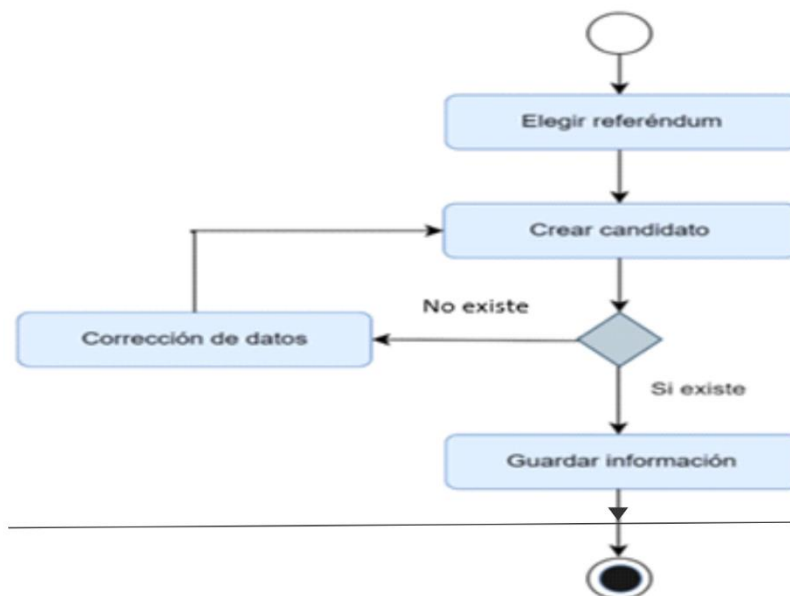 Elegir referéndum
Crear candidato
No existe
Corrección de datos
Si existe
Guardar información